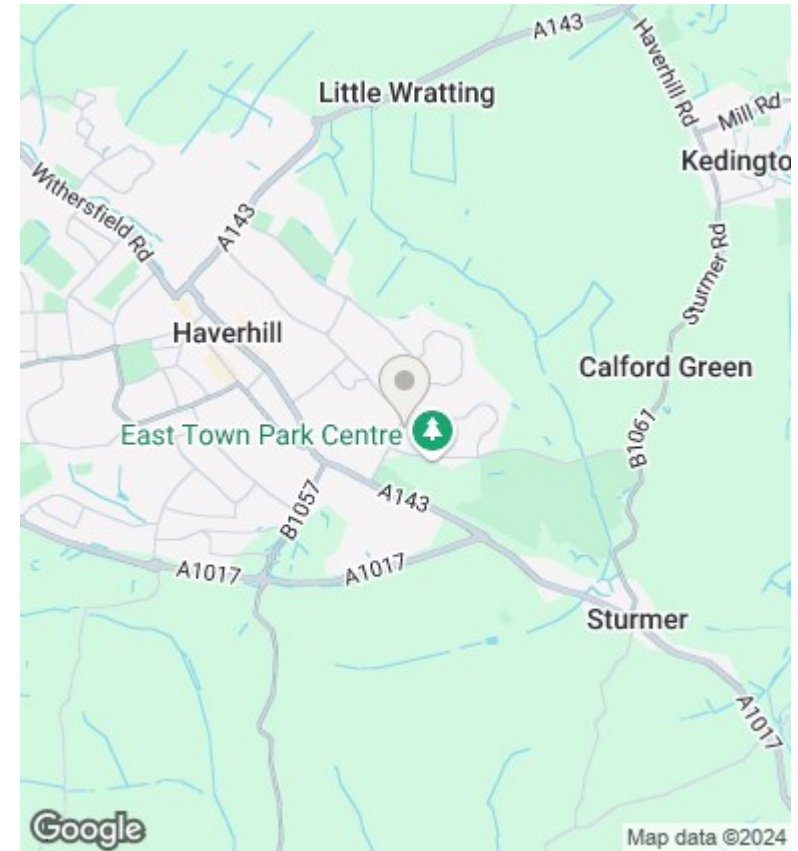 A143
Little Wratting
Haverhill Rd
Mill Rd
Kedingto
Withersfield Rd
A143
Sturmer Rd
Haverhill
Calford Green
East Town Park Centre
B1061
A143
B1057
A1017
A1017
Sturmer
A1017
Google
Map data ©2024